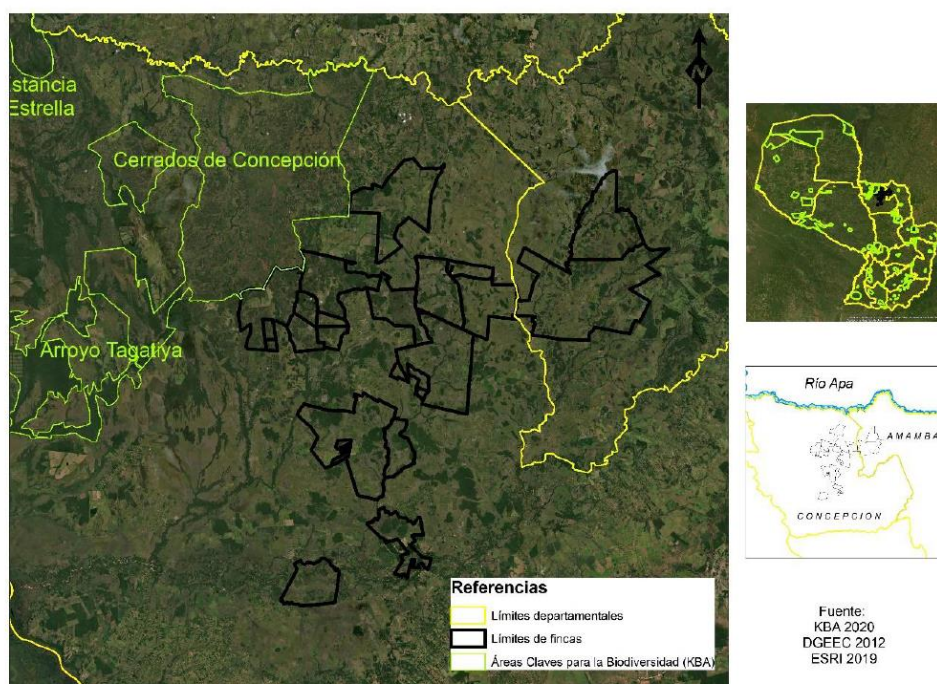 N
stancia
Estrella
Cerrados de Concepción
Arroyo Tagatiya
Referencias
Límites departamentales
Límites de fincas
Áreas Claves para la Biodiversidad (KBA)
Río Apa
AMAMBA
CONCEPCION
Fuente:
KBA 2020
DGEEC 2012
ESRI 2019